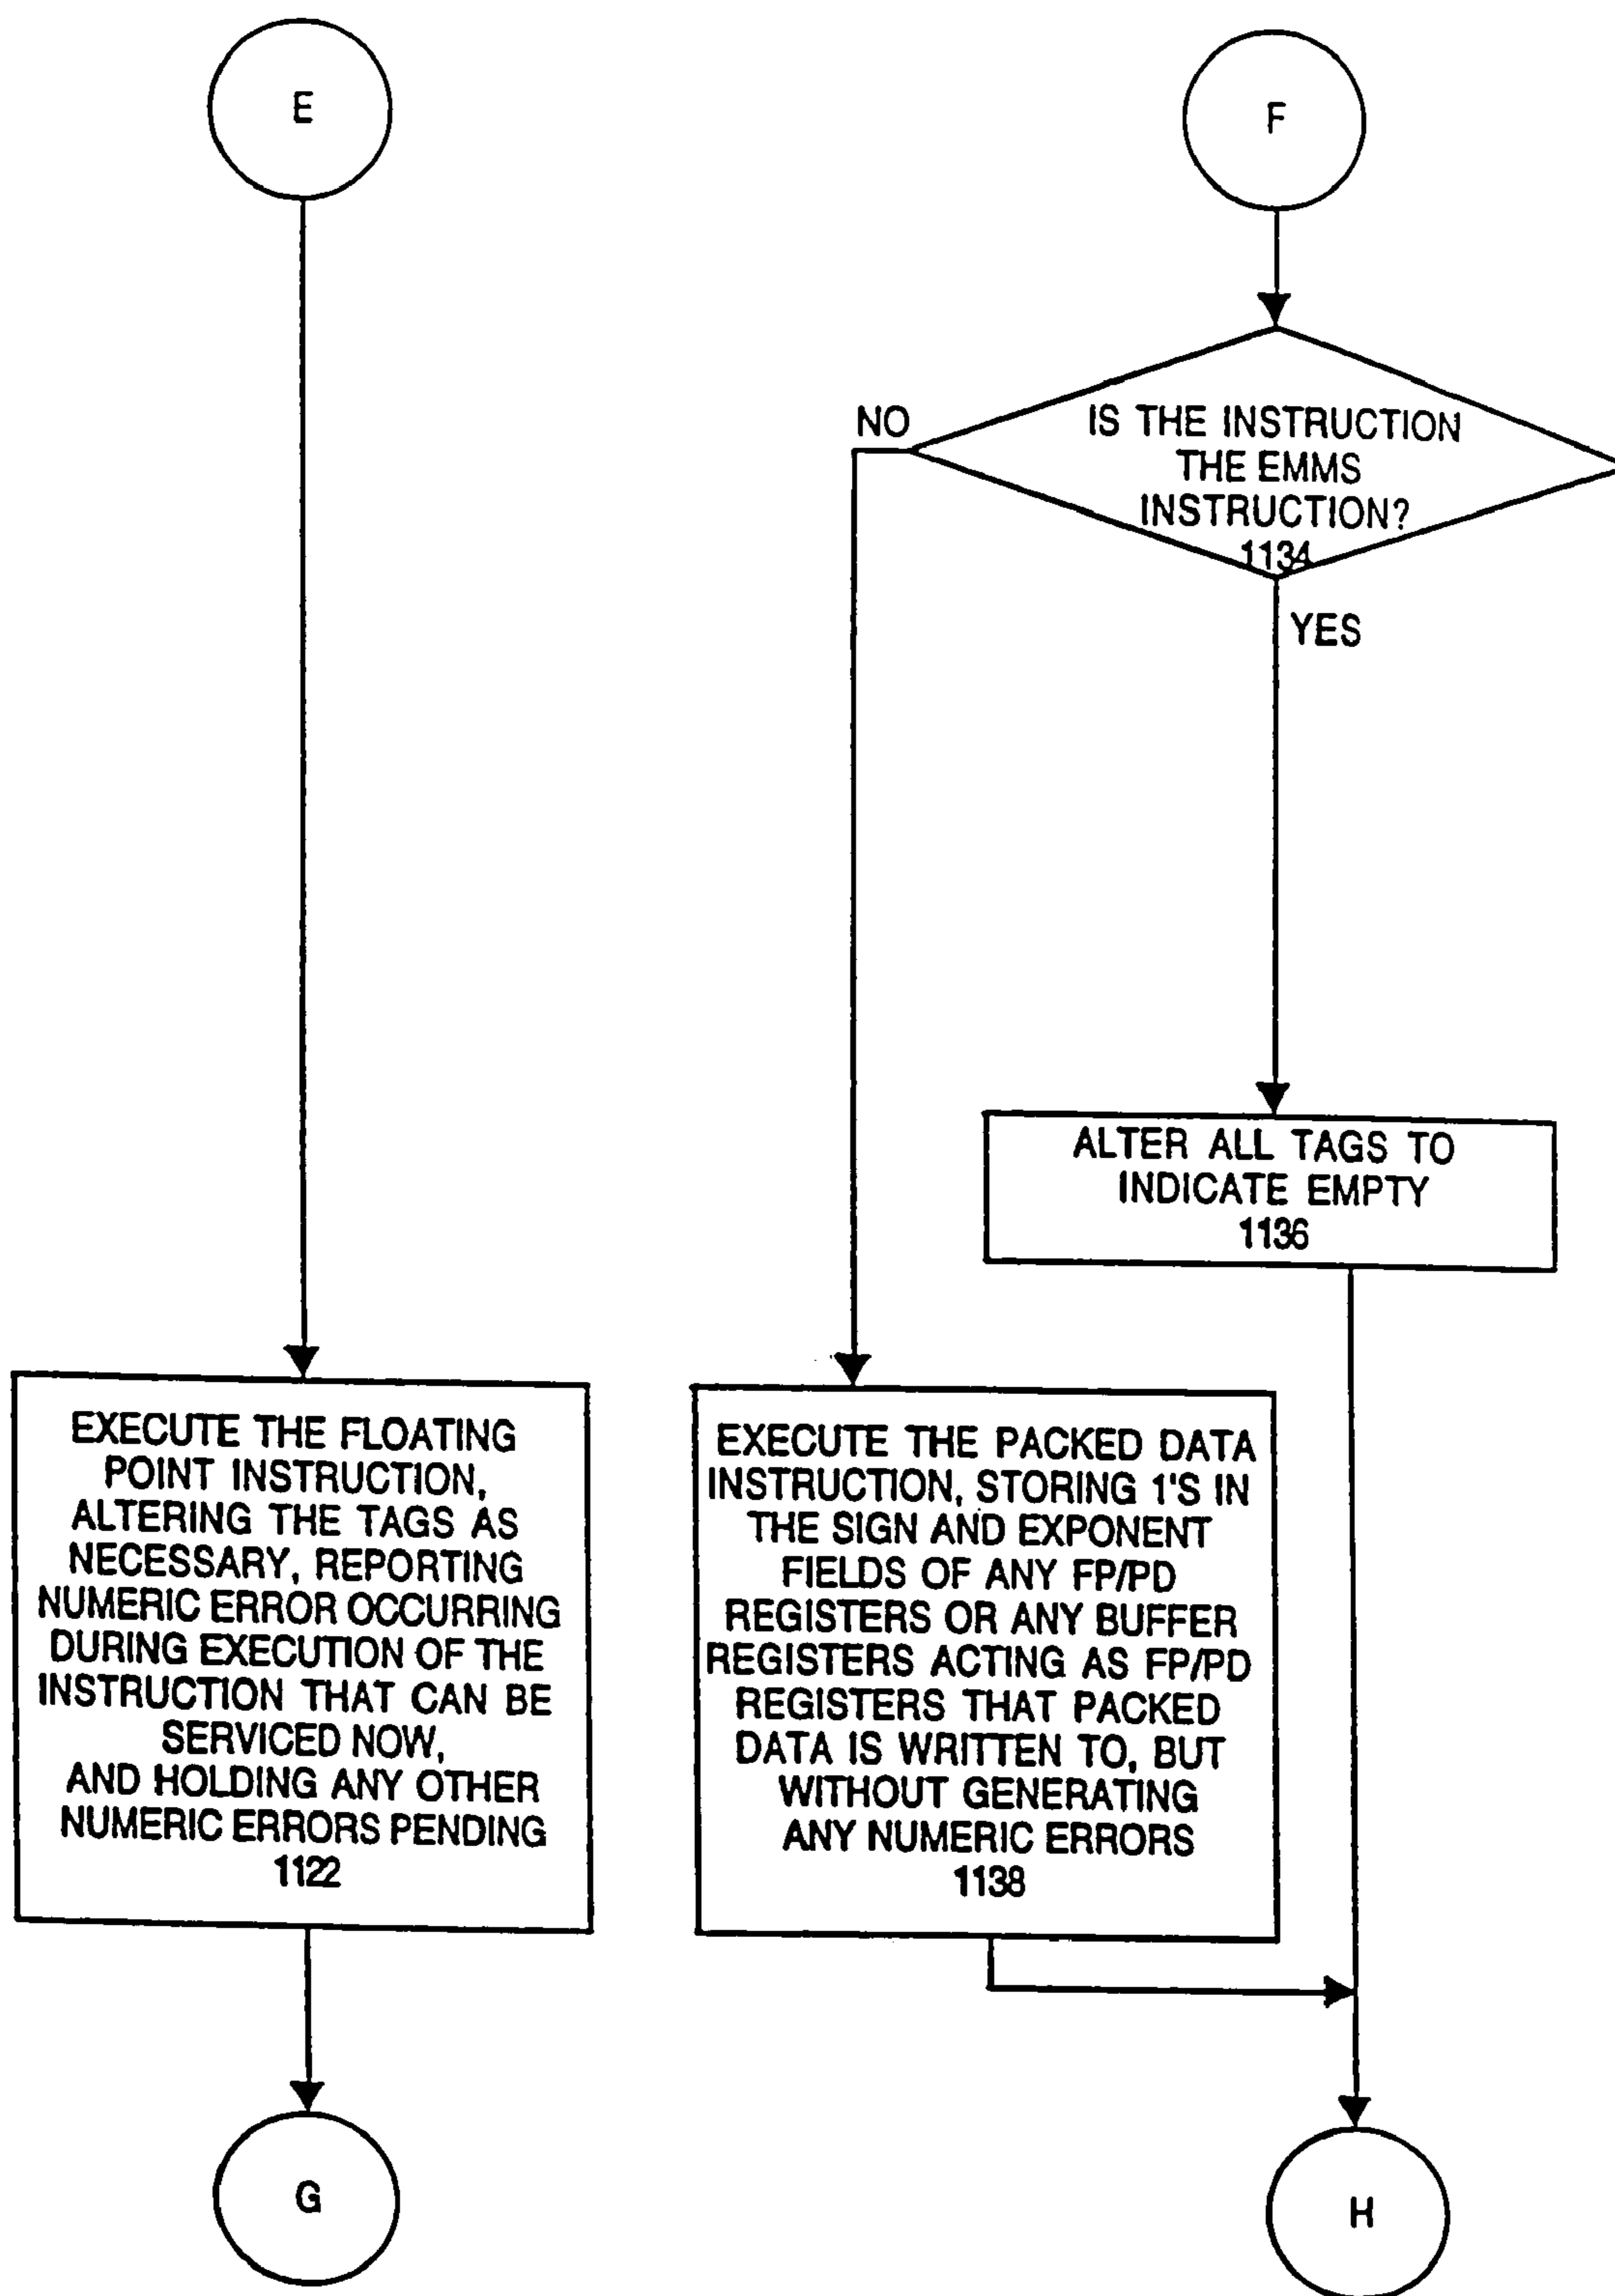 E
F
NO
IS THE INSTRUCTION
THE EMMS
INSTRUCTION?
1134
YES
ALTER ALL TAGS TO
INDICATE EMPTY
1136
EXECUTE THE FLOATING
POINT INSTRUCTION,
ALTERING THE TAGS AS
NECESSARY, REPORTING
NUMERIC ERROR OCCURRING
DURING EXECUTION OF THE
INSTRUCTION THAT CAN BE
SERVICED NOW,
AND HOLDING ANY OTHER
NUMERIC ERRORS PENDING
1122
EXECUTE THE PACKED DATA
INSTRUCTION, STORING 1'S IN
THE SIGN AND EXPONENT
FIELDS OF ANY FP/PD
REGISTERS OR ANY BUFFER
REGISTERS ACTING AS FP/PD
REGISTERS THAT PACKED
DATA IS WRITTEN TO, BUT
WITHOUT GENERATING
ANY NUMERIC ERRORS
1138
G
H